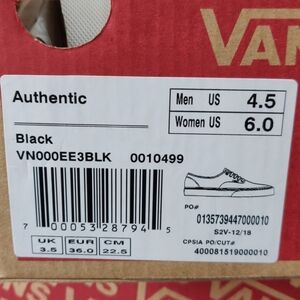 VAN
Authentic
Men US 4.5
Women US 6.0
Black
VN000EE3BLK 0010499
PO#
0135739447000010
S2V-12/18
CPSIA PO/CUT#
400081519000010
7 00053 28794 5
UK EUR CM
3.5 36.0 22.5